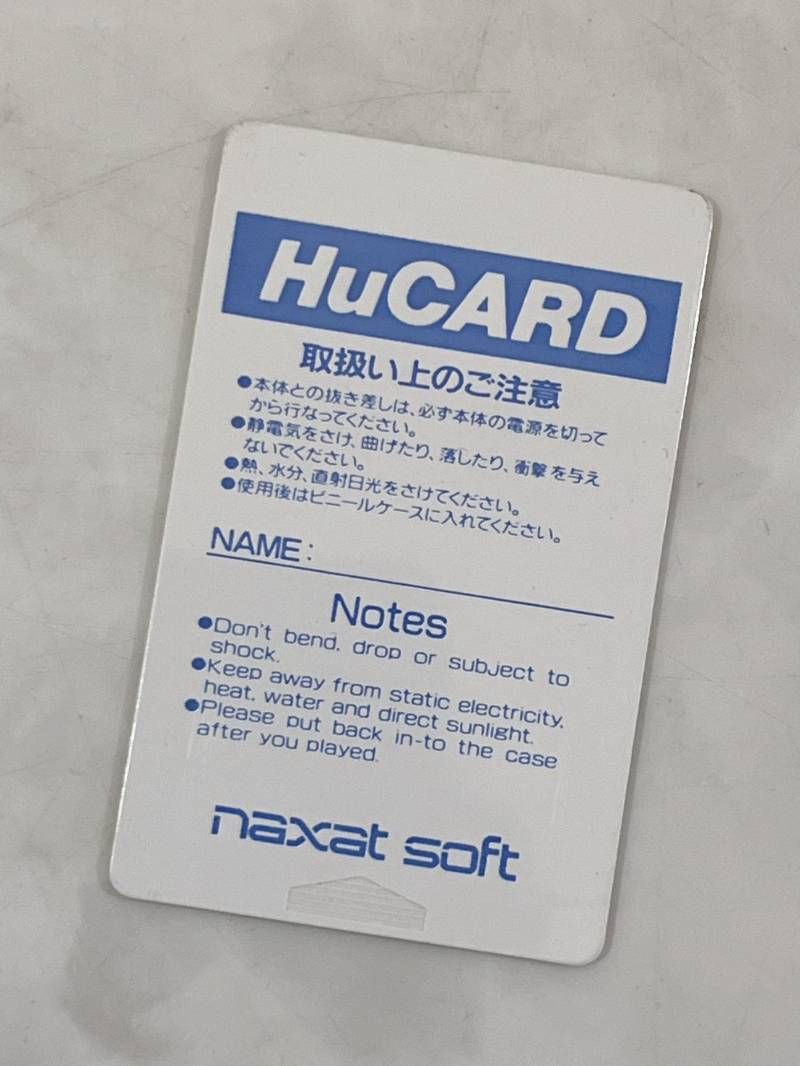 HuCARD
取扱い上のご注意
●本体との抜き差しは、必ず本体の電源を切って
から行なってください。
●静電気をさけ、曲げたり、落したり、衝撃を与え
ないでください。
●熱、水分、直射日光をさけてください。
●使用後はビニールケースに入れてください。
NAME:
Notes
●Don't bend, drop or subject to
shock.
●Keep away from static electricity,
heat, water and direct sunlight.
●Please put back in-to the case
after you played.
naxat soft